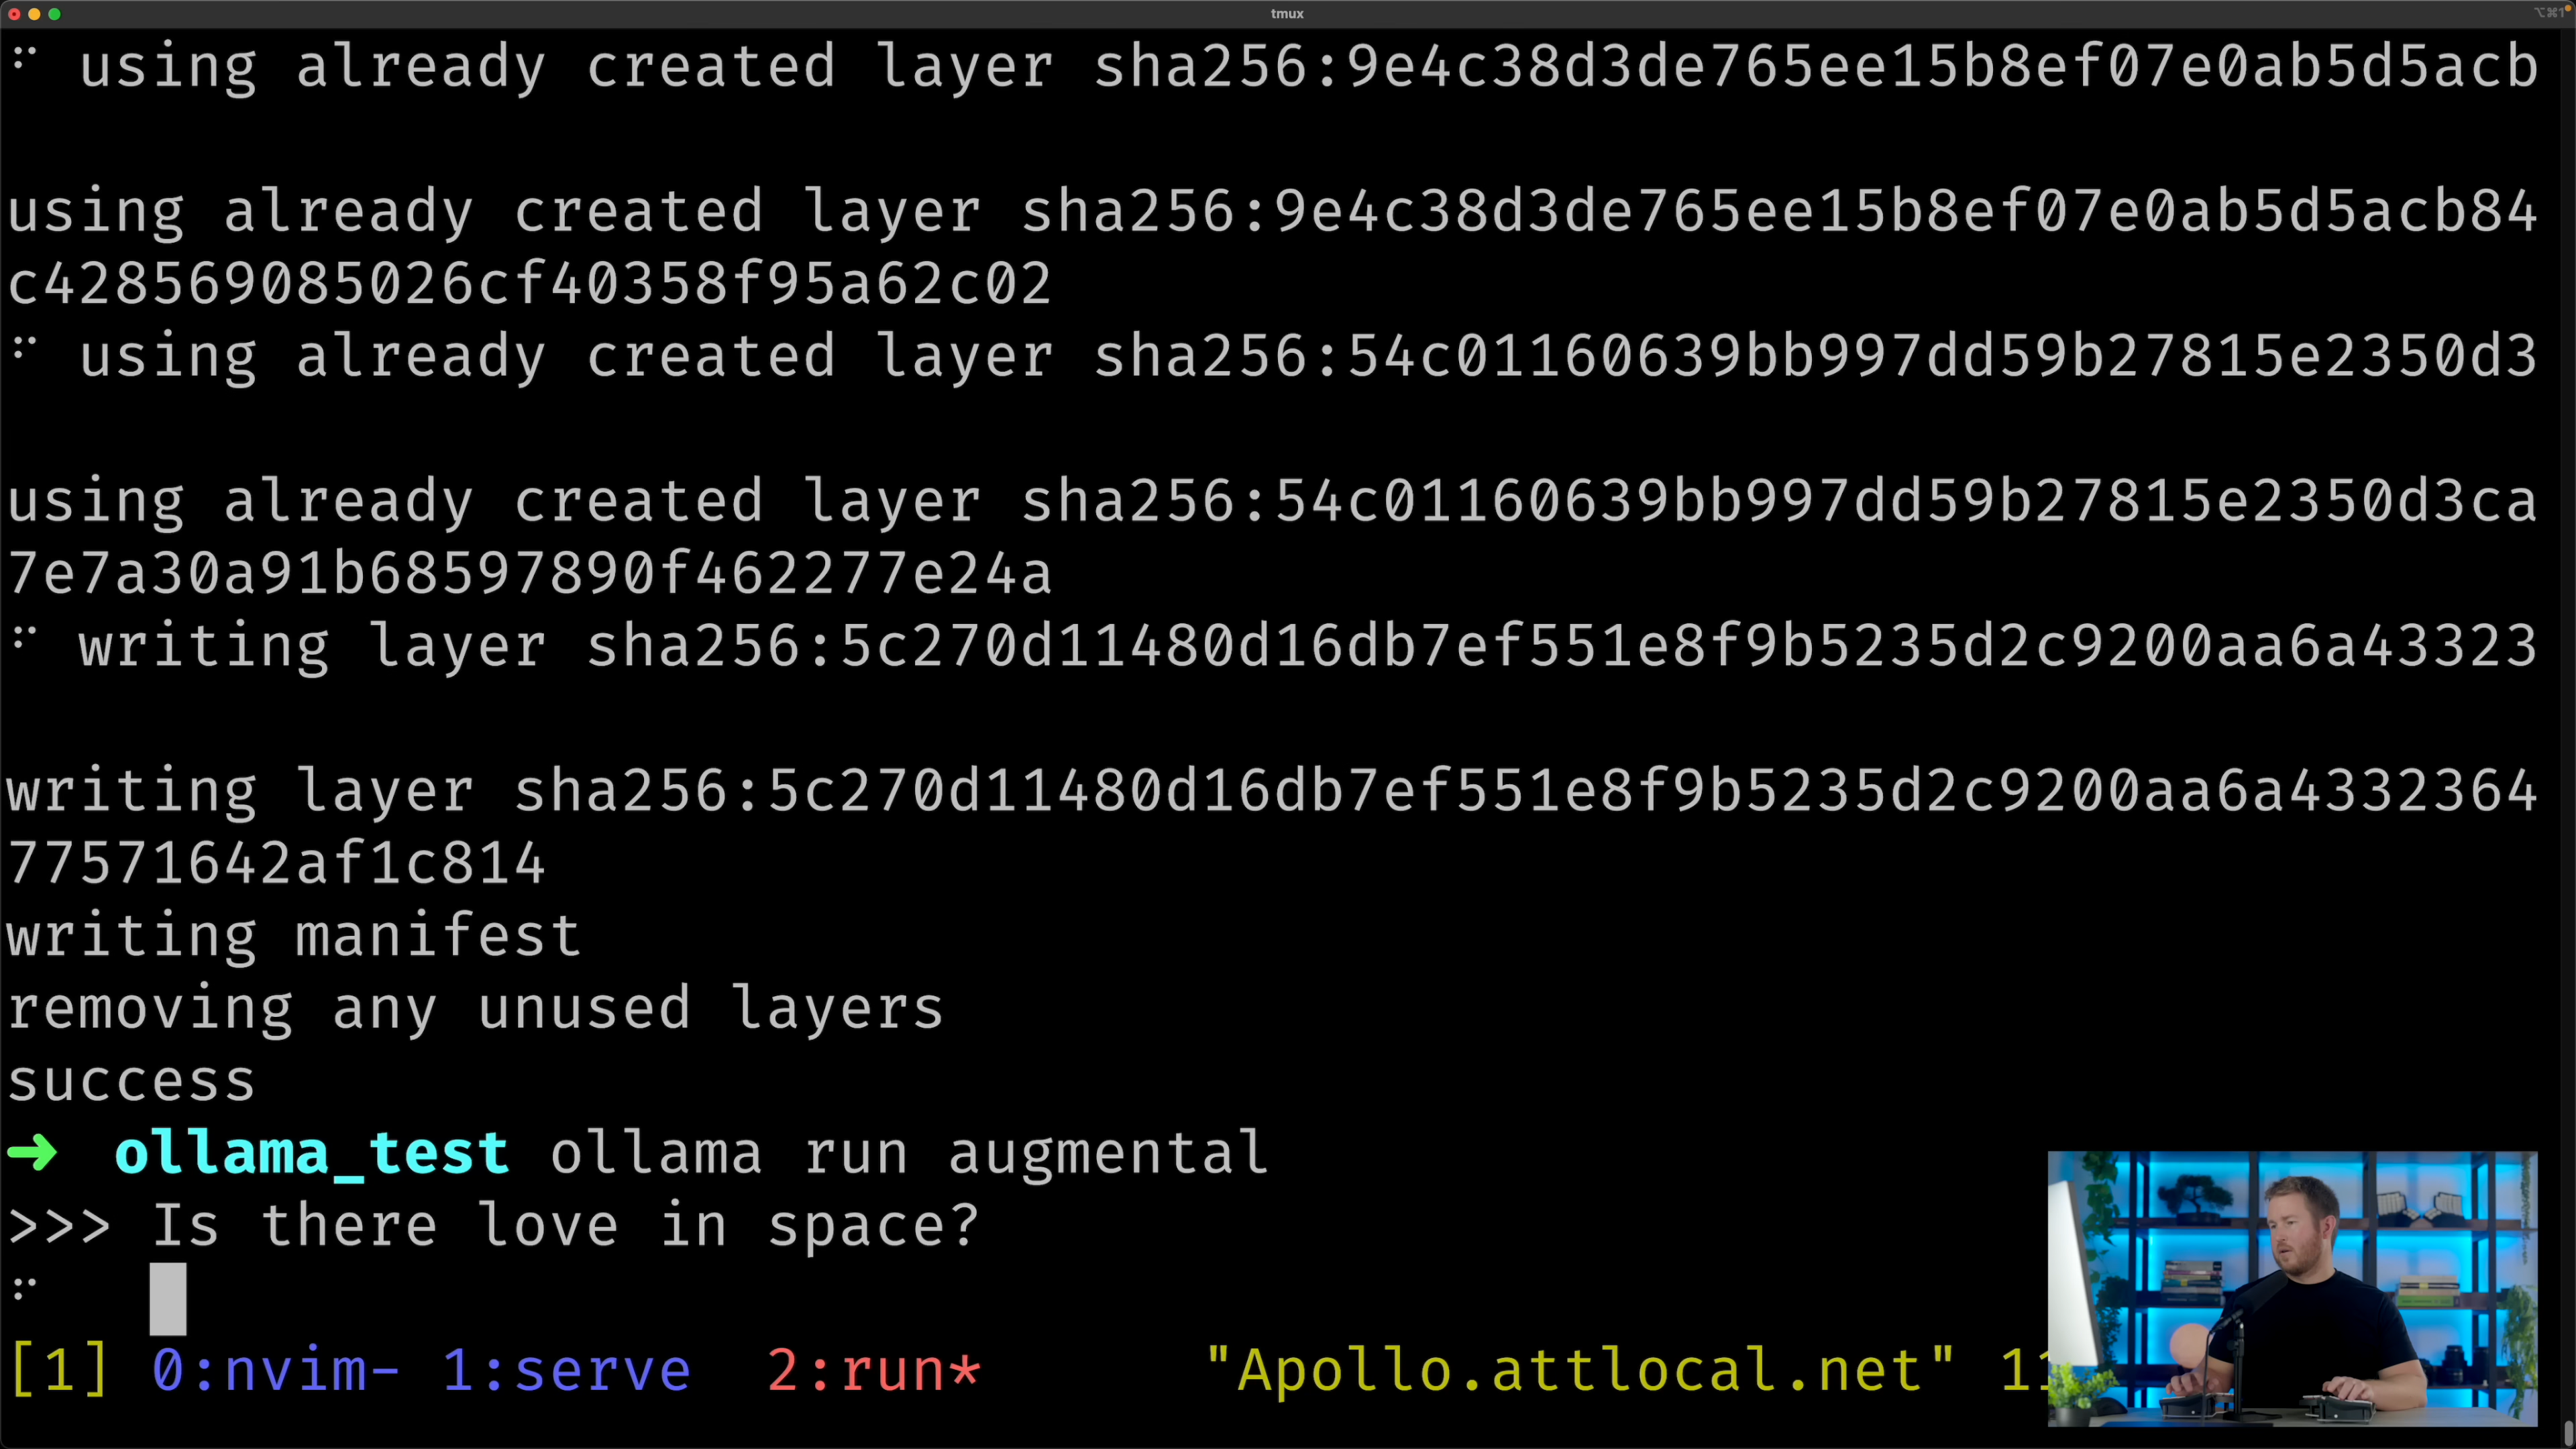 tmux
⌥⌘1
⠋ using already created layer sha256:9e4c38d3de765ee15b8ef07e0ab5d5acb
using already created layer sha256:9e4c38d3de765ee15b8ef07e0ab5d5acb84
c428569085026cf40358f95a62c02
⠋ using already created layer sha256:54c01160639bb997dd59b27815e2350d3
using already created layer sha256:54c01160639bb997dd59b27815e2350d3ca
7e7a30a91b68597890f462277e24a
⠋ writing layer sha256:5c270d11480d16db7ef551e8f9b5235d2c9200aa6a43323
writing layer sha256:5c270d11480d16db7ef551e8f9b5235d2c9200aa6a4332364
77571642af1c814
writing manifest
removing any unused layers
success
➜ ollama_test ollama run augmental
>>> Is there love in space?
⠋
[1] 0:nvim- 1:serve 2:run* "Apollo.attlocal.net" 11